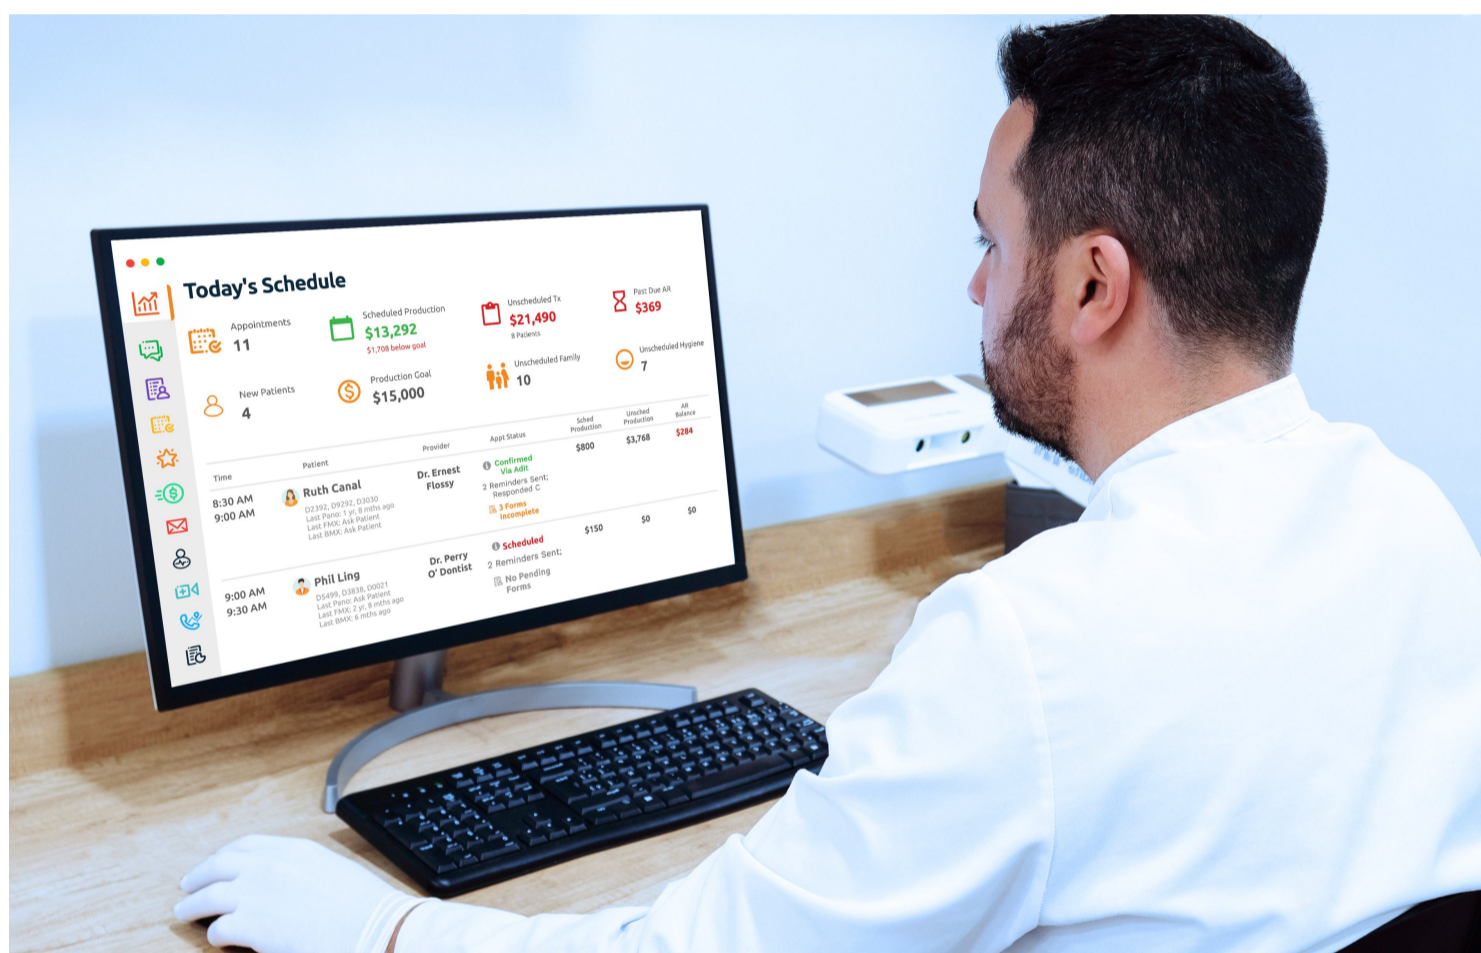 Today's Schedule
Appointments
11
Scheduled Production
$13,292
$1,708 below goal
Unscheduled Tx
$21,490
8 Patients
Past Due AR
$369
New Patients
4
Production Goal
$15,000
Unscheduled Family
10
Unscheduled Hygiene
7
Time
Patient
Provider
Appt Status
Sched
Production
Unsched
Production
AR
Balance
8:30 AM
9:00 AM
Ruth Canal
D2392, D9292, D3030
Last Pano: 1 yr, 8 mths ago
Last FMX: Ask Patient
Last BMX: Ask Patient
Dr. Ernest
Flossy
Confirmed
Via Adit
2 Reminders Sent;
Responded C
3 Forms
Incomplete
$800
$3,768
$284
9:00 AM
9:30 AM
Phil Ling
D5499, D3838, D0021
Last Pano: Ask Patient
Last FMX: 2 yr, 8 mths ago
Last BMX: 6 mths ago
Dr. Perry
O' Dontist
Scheduled
2 Reminders Sent;
No Pending
Forms
$150
$0
$0